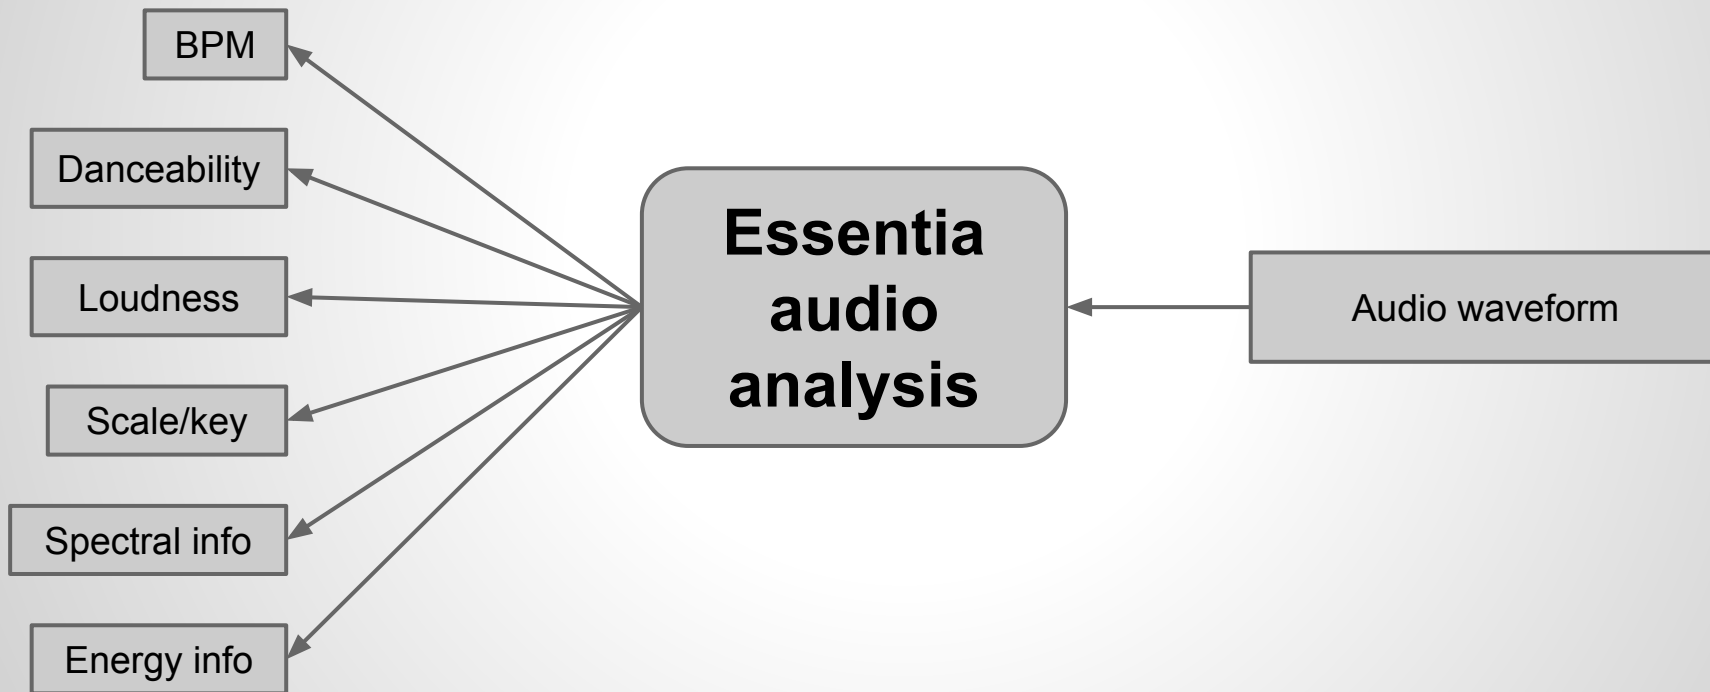 BPM
Danceability
Loudness
Scale/key
Spectral info
Energy info
Essentia
audio
analysis
Audio waveform